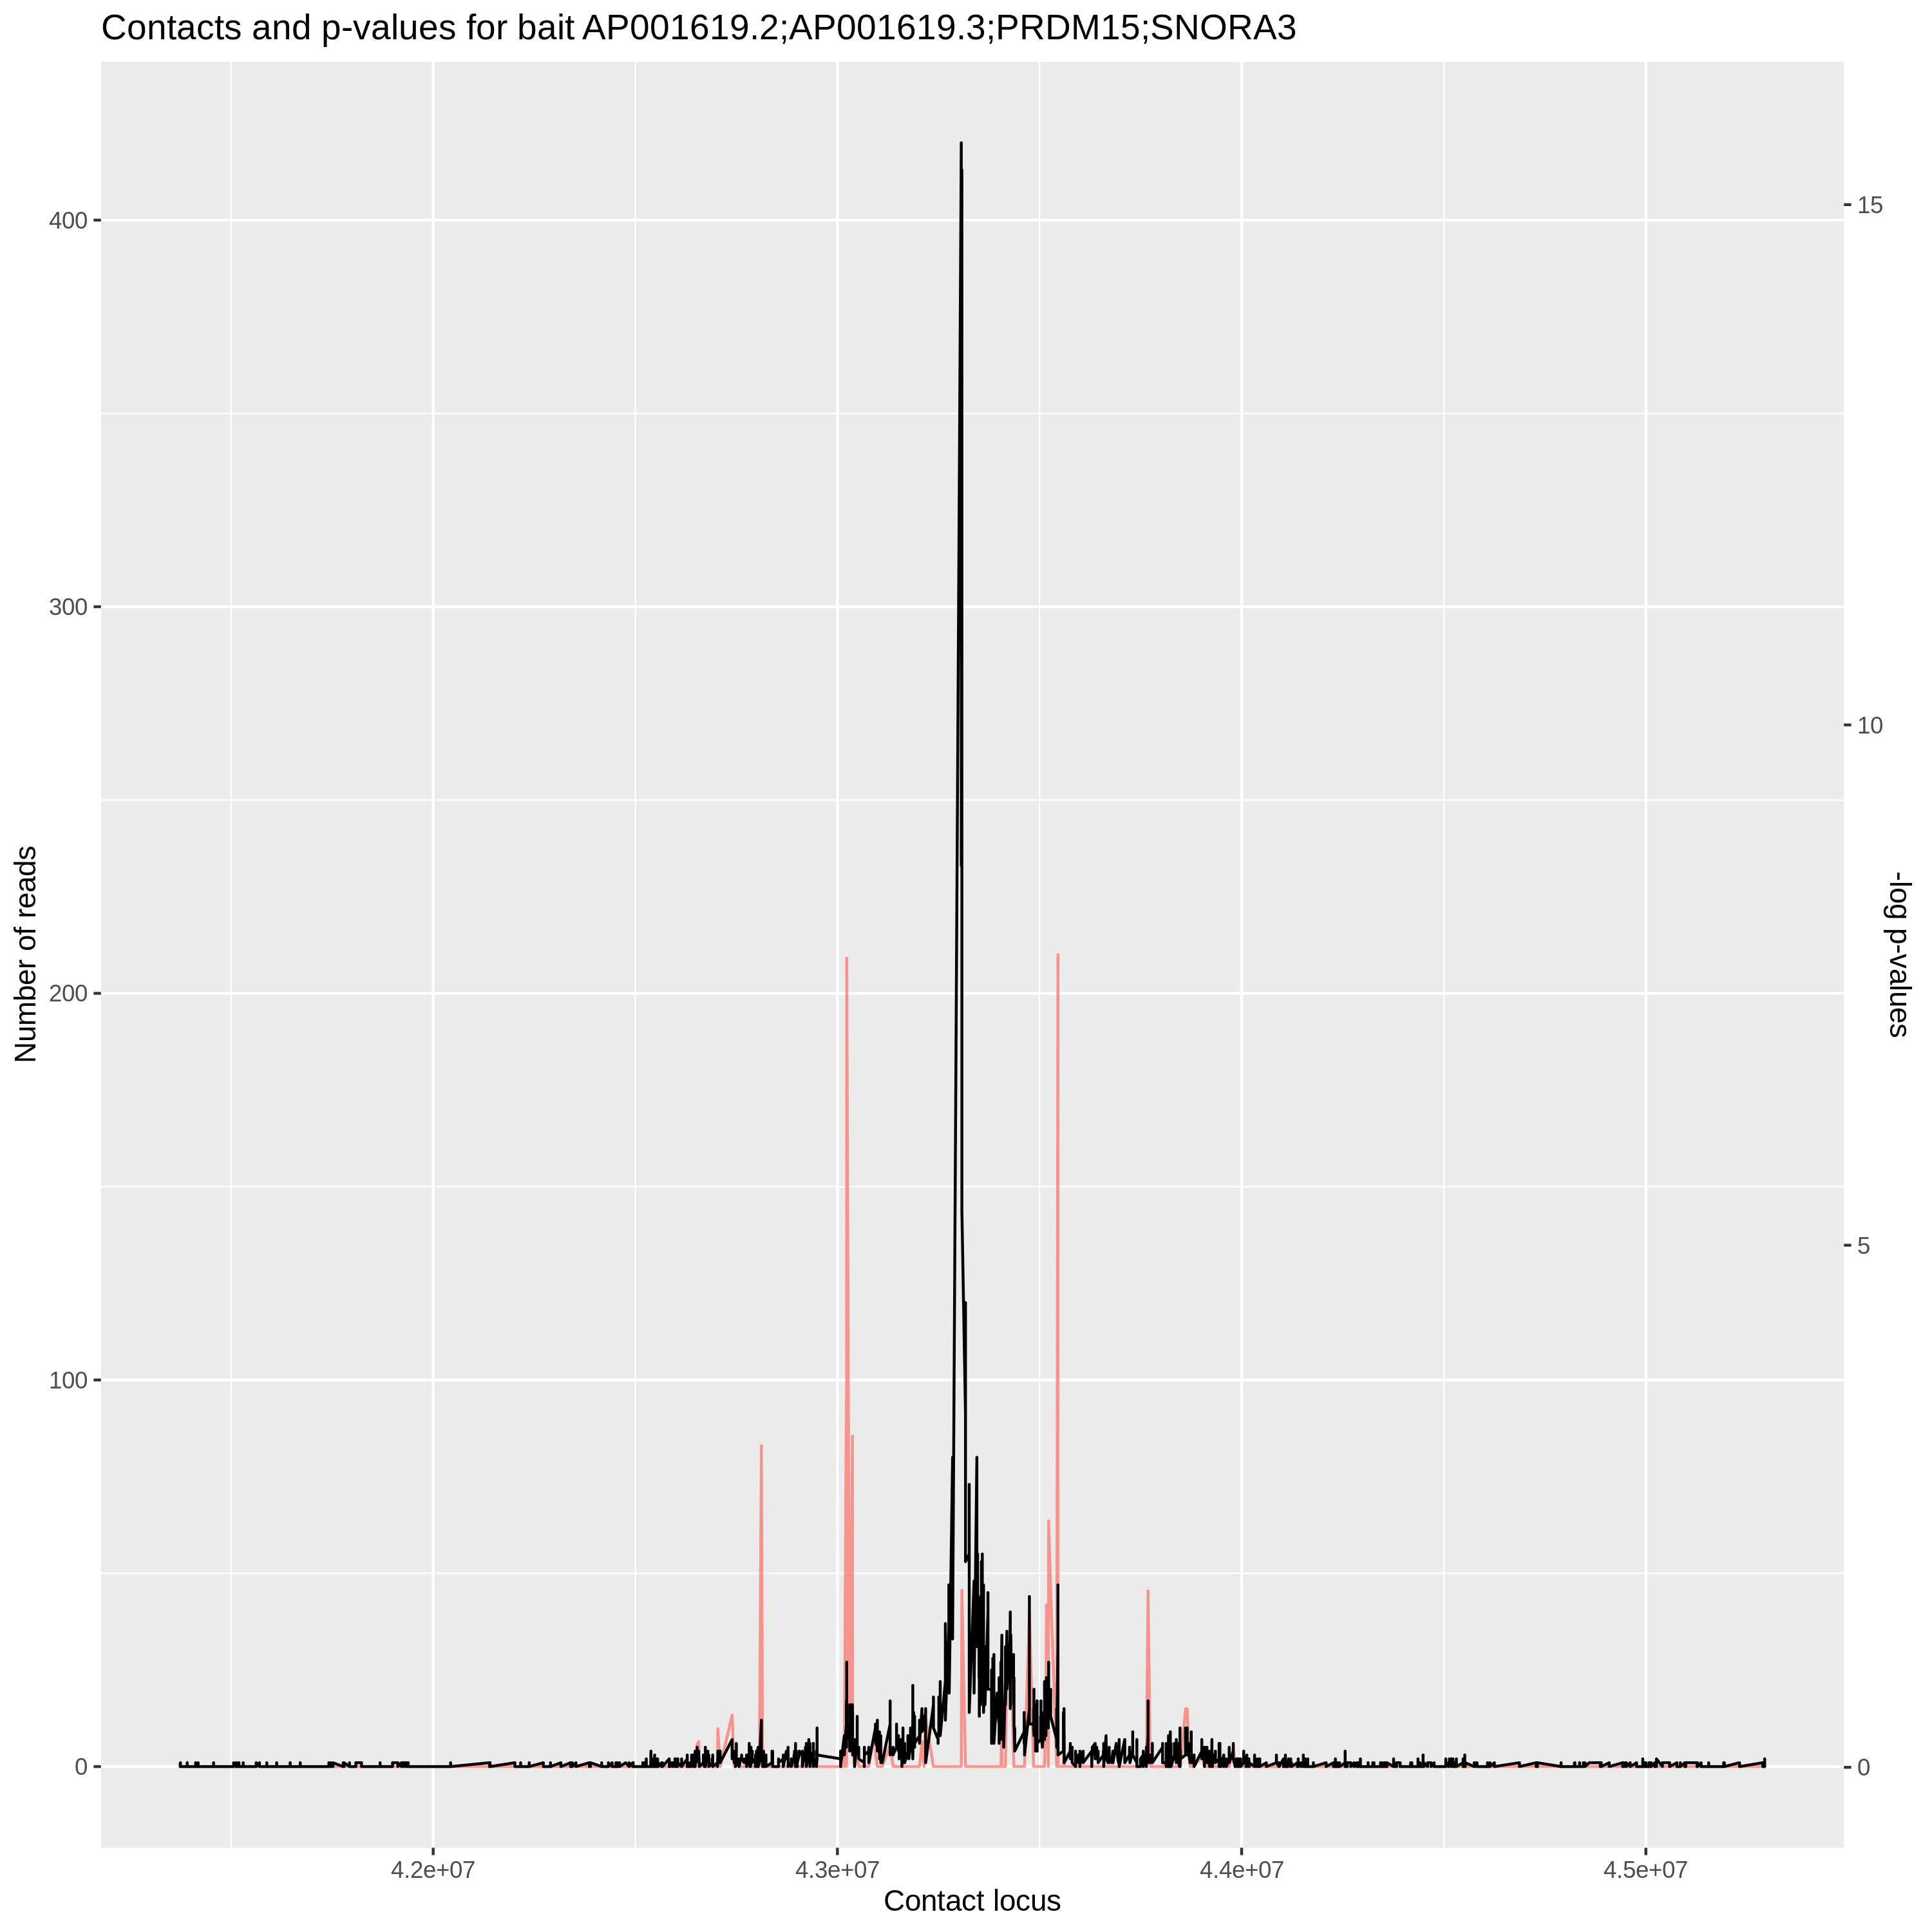 Contacts and p-values for bait AP001619.2;AP001619.3;PRDM15;SNORA3
400
300
200
100
0
Number of reads
15
10
5
0
-log p-values
4.2e+07
4.3e+07
4.4e+07
4.5e+07
Contact locus